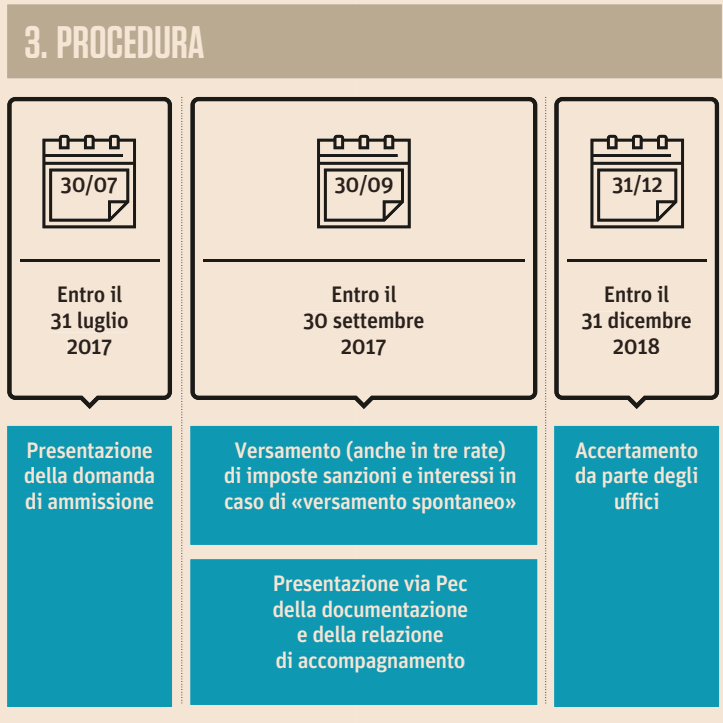 3. PROCEDURA
30/07
Entro il
31 luglio
2017
Presentazione
della domanda
di ammissione
30/09
Entro il
30 settembre
2017
Versamento (anche in tre rate)
di imposte sanzioni e interessi in
caso di «versamento spontaneo»
Presentazione via Pec
della documentazione
e della relazione
di accompagnamento
31/12
Entro il
31 dicembre
2018
Accertamento
da parte degli
uffici